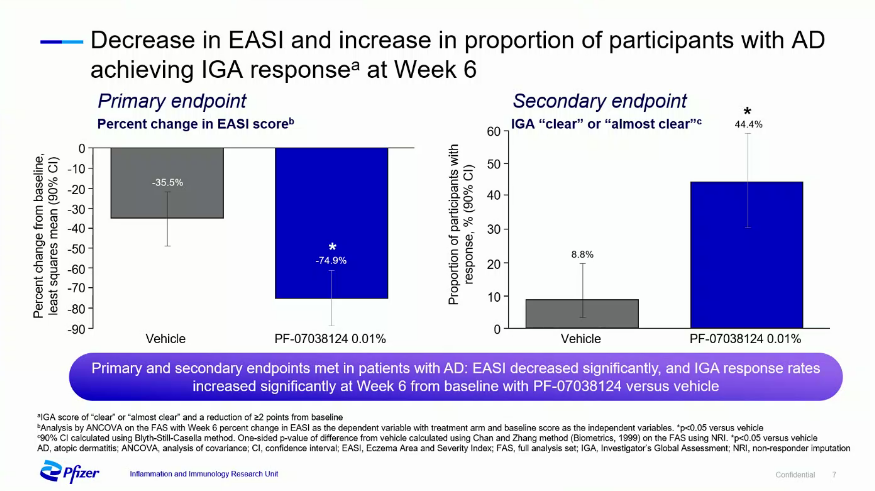 Decrease in EASI and increase in proportion of participants with AD
achieving IGA responseᵃ at Week 6
Primary endpoint
Percent change in EASI scoreᵇ
Percent change from baseline,
least squares mean (90% CI)
0
-10
-20
-30
-40
-50
-60
-70
-80
-90
-35.5%
*
-74.9%
Vehicle
PF-07038124 0.01%
Secondary endpoint
IGA “clear” or “almost clear”ᶜ
Proportion of participants with
response, % (90% CI)
60
50
40
30
20
10
0
8.8%
*
44.4%
Vehicle
PF-07038124 0.01%
Primary and secondary endpoints met in patients with AD: EASI decreased significantly, and IGA response rates
increased significantly at Week 6 from baseline with PF-07038124 versus vehicle
ᵃIGA score of “clear” or “almost clear” and a reduction of ≥2 points from baseline
ᵇAnalysis by ANCOVA on the FAS with Week 6 percent change in EASI as the dependent variable with treatment arm and baseline score as the independent variables. *p<0.05 versus vehicle
ᶜ90% CI calculated using Blyth-Still-Casella method. One-sided p-value of difference from vehicle calculated using Chan and Zhang method (Biometrics, 1999) on the FAS using NRI. *p<0.05 versus vehicle
AD, atopic dermatitis; ANCOVA, analysis of covariance; CI, confidence interval; EASI, Eczema Area and Severity Index; FAS, full analysis set; IGA, Investigator’s Global Assessment; NRI, non-responder imputation
Pfizer
Inflammation and Immunology Research Unit
Confidential 7